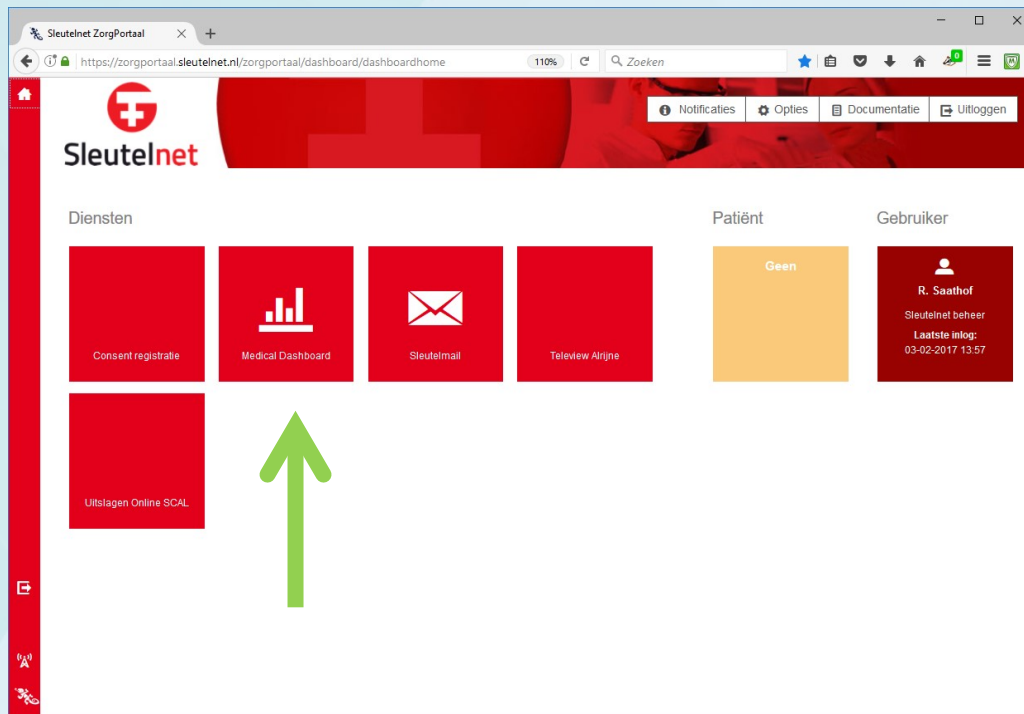 Sleutelnet ZorgPortaal
https://zorgportaal.sleutelnet.nl/zorgportaal/dashboard/dashboardhome
110%
Zoeken
0
Notificaties
Opties
Documentatie
Uitloggen
Sleutelnet
Diensten
Patiënt
Gebruiker
Consent registratie
Medical Dashboard
Sleutelmail
Teleview Alrijne
Geen
R. Saathof
Sleutelnet beheer
Laatste inlog:
03-02-2017 13:57
Uitslagen Online SCAL